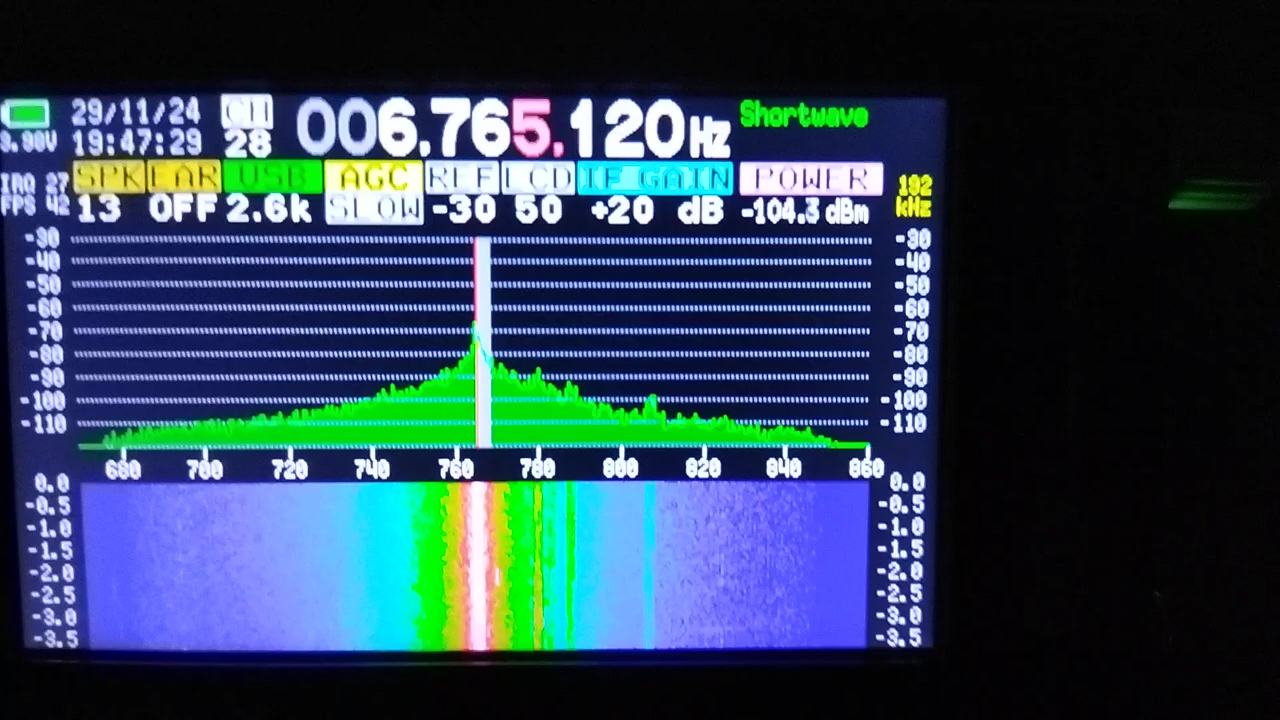 29/11/24 CH 006.765.120Hz Shortwave
3.90V 19:47:29 28
SPK EAR USB AGC REF LCD IF GAIN POWER 192
IRQ 27
FPS 42 13 OFF 2.6k SLOW -30 50 +20 dB -104.3 dBm kHz
-30 -30
-40 -40
-50 -50
-60 -60
-70 -70
-80 -80
-90 -90
-100 -100
-110 -110
680 700 720 740 760 780 800 820 840 860
0.0 0.0
-0.5 -0.5
-1.0 -1.0
-1.5 -1.5
-2.0 -2.0
-2.5 -2.5
-3.0 -3.0
-3.5 -3.5